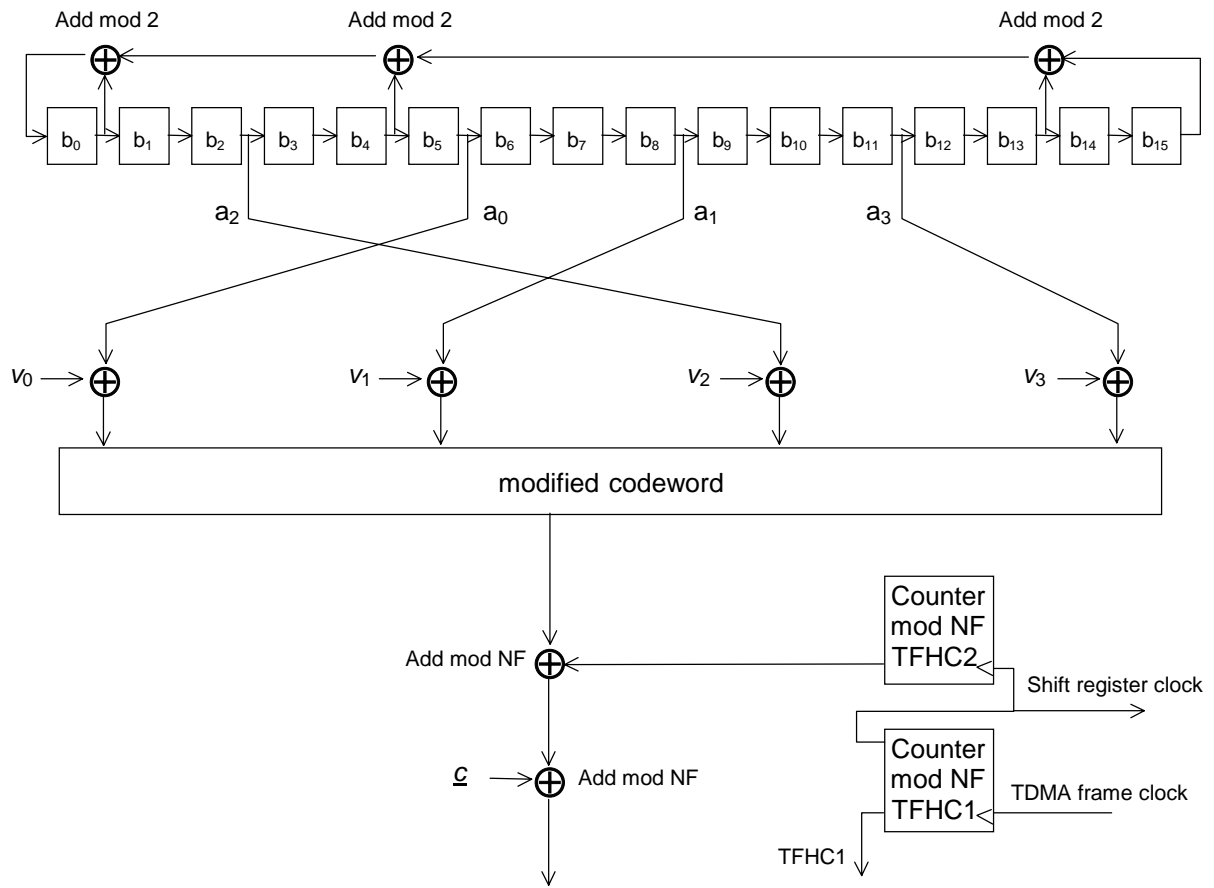 Add mod 2 Add mod 2 Add mod 2
b₀ b₁ b₂ b₃ b₄ b₅ b₆ b₇ b₈ b₉ b₁₀ b₁₁ b₁₂ b₁₃ b₁₄ b₁₅
a₂ a₀ a₁ a₃
v₀ v₁ v₂ v₃
modified codeword
Counter
mod NF
TFHC2
Add mod NF
Shift register clock
Counter
mod NF
TFHC1
c Add mod NF
TDMA frame clock
TFHC1